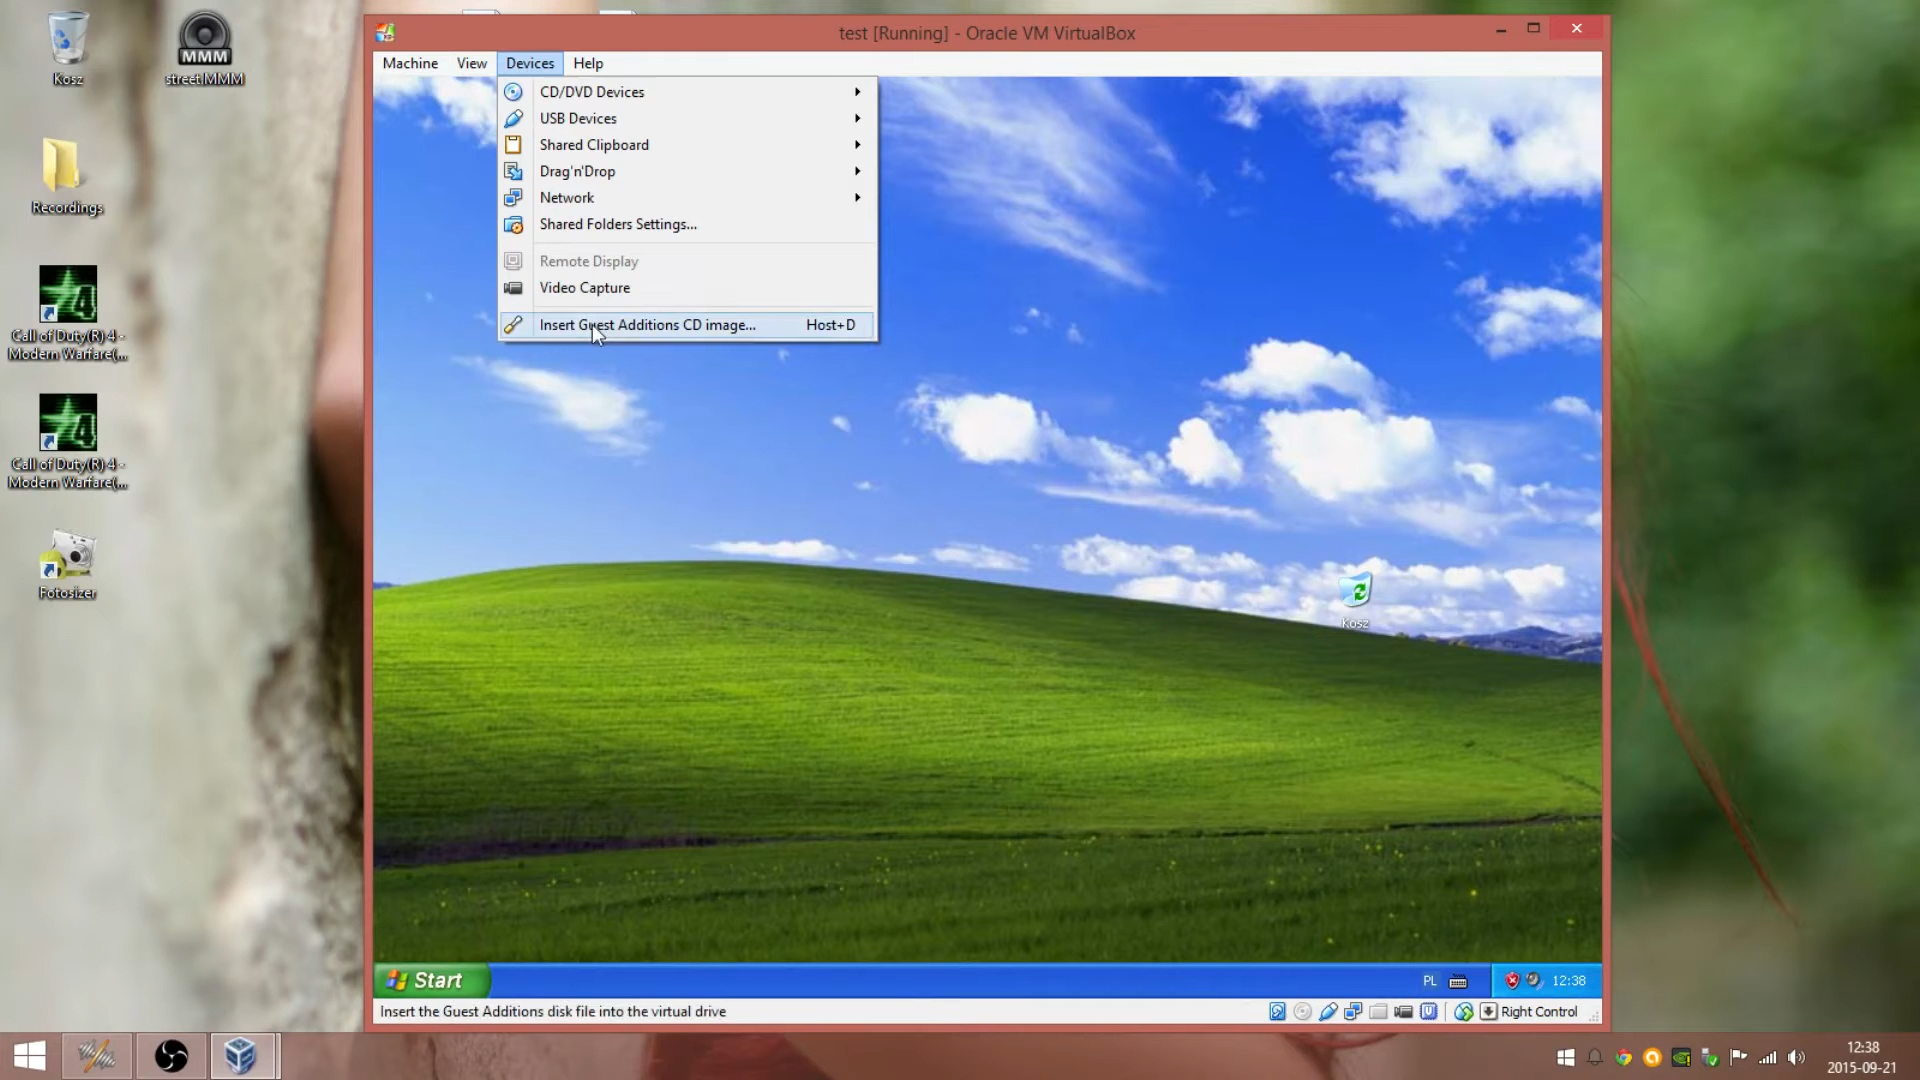 Kosz
street.MMM
MMM
Recordings
Call of Duty(R) 4 -
Modern Warfare(...
Call of Duty(R) 4 -
Modern Warfare(...
Fotosizer
test [Running] - Oracle VM VirtualBox
Machine View Devices Help
CD/DVD Devices
USB Devices
Shared Clipboard
Drag'n'Drop
Network
Shared Folders Settings...
Remote Display
Video Capture
Insert Guest Additions CD image... Host+D
Kosz
Start
PL 12:38
Insert the Guest Additions disk file into the virtual drive
Right Control
12:38
2015-09-21